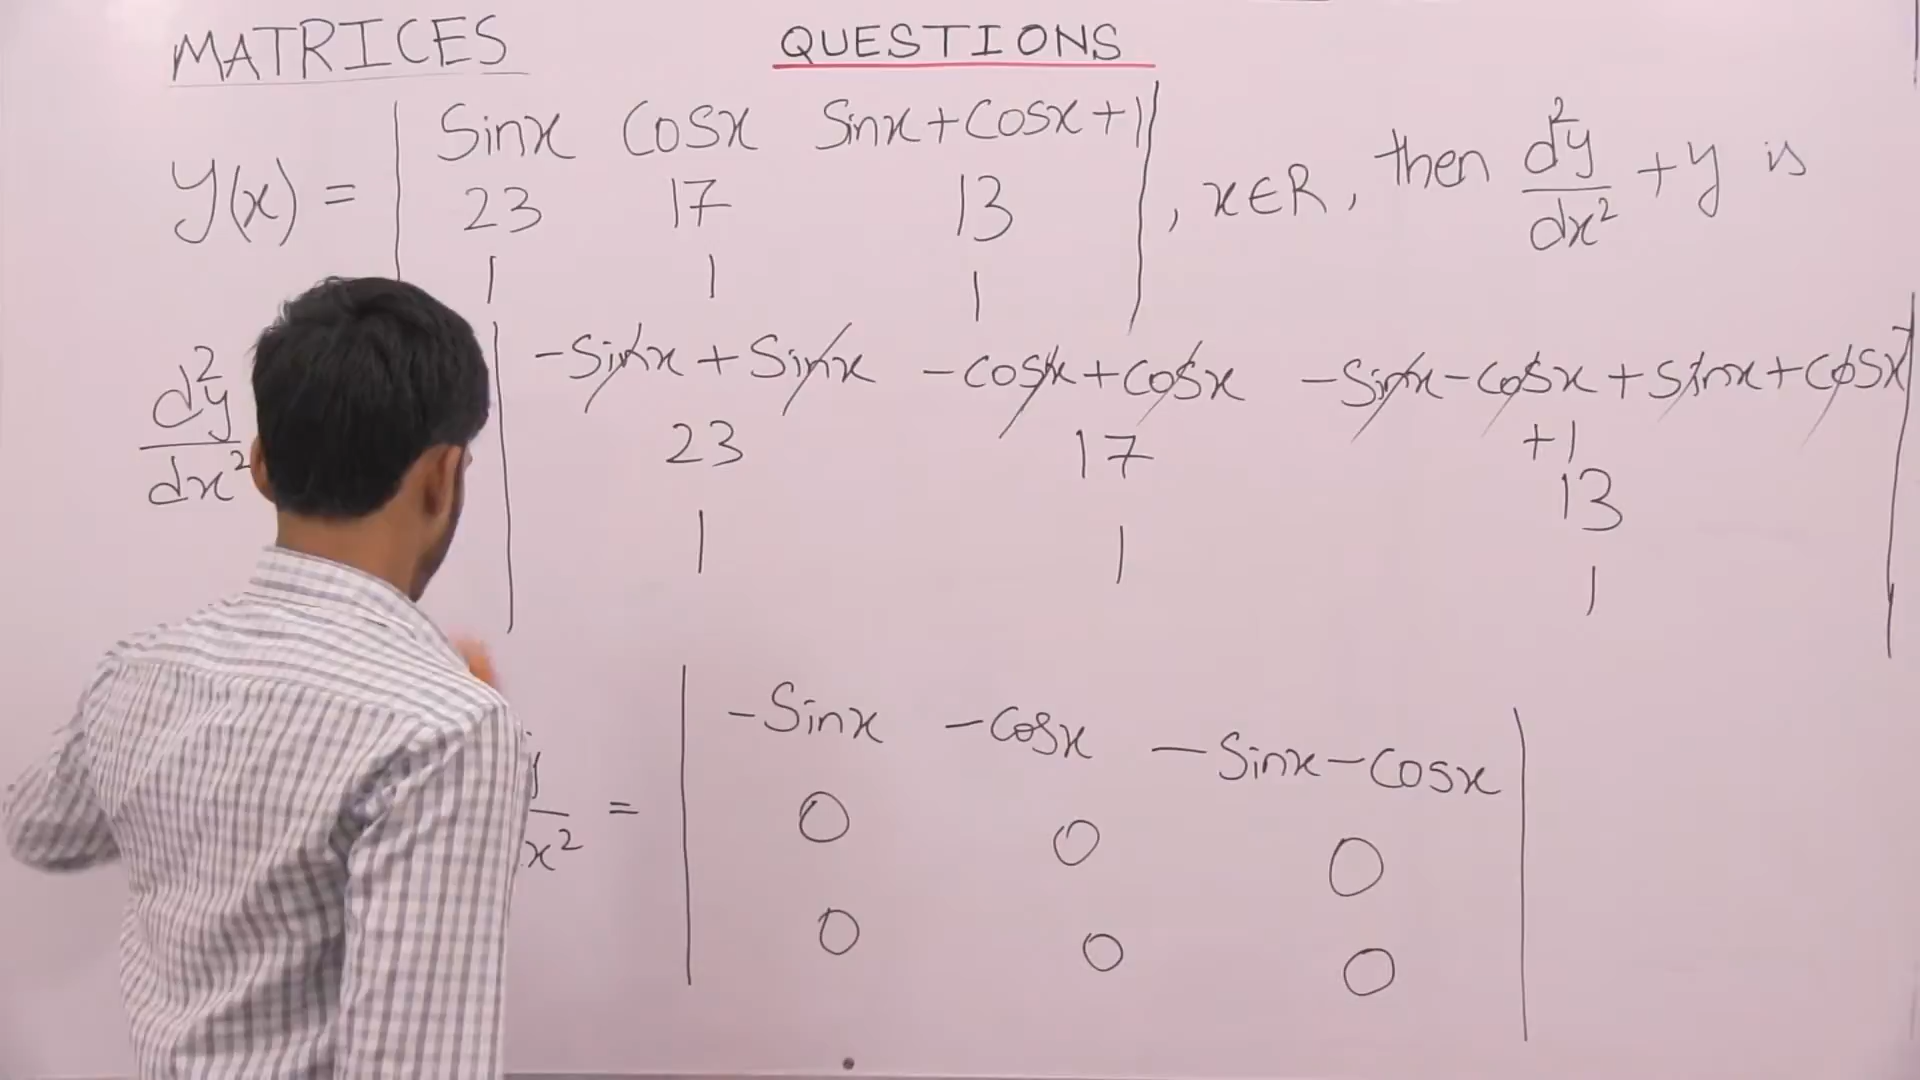 MATRICES QUESTIONS
Sinx Cosx Sinx+Cosx+1
y(x) = 23 17 13 , x∈R, then d²y/dx² + y is
1 1 1
-Sinx + Sinx -Cosx+Cosx -Sinx-Cosx+Sinx+Cosx
+1
d²y/dx² 23 17 13
1 1 1
-Sinx -Cosx -Sinx-Cosx
x² = 0 0 0
0 0 0